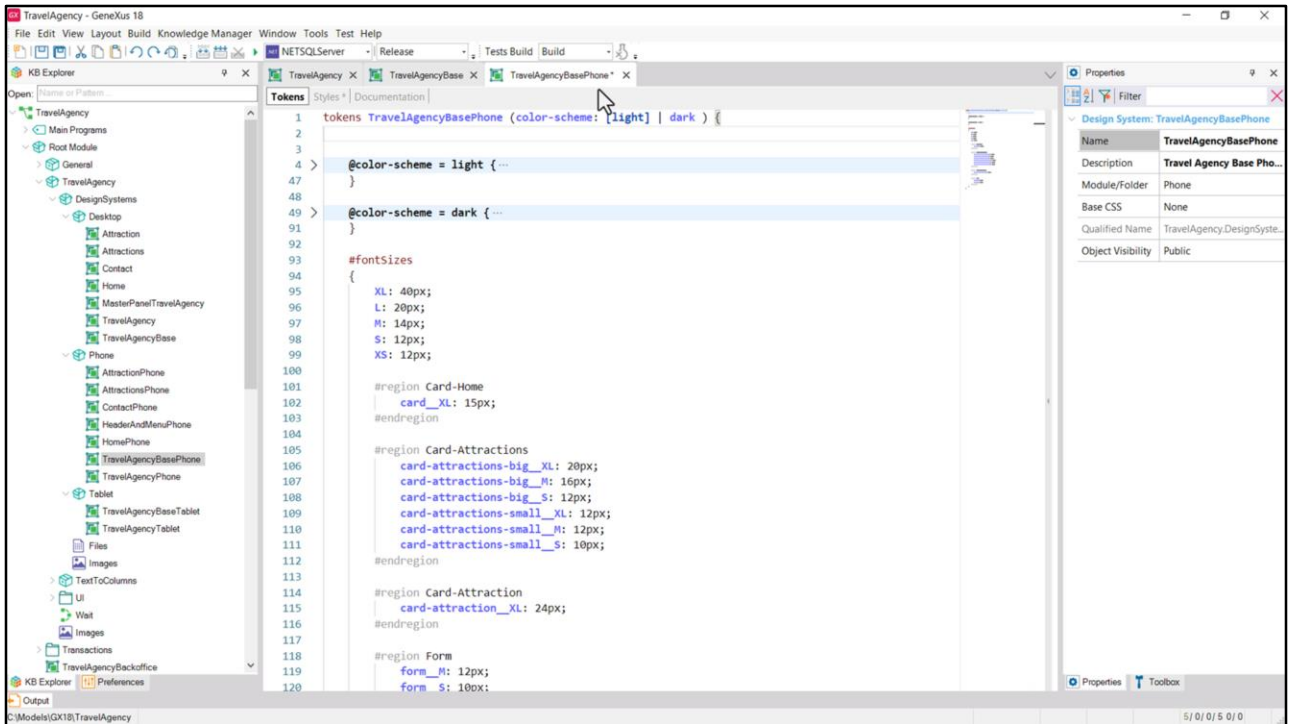 TravelAgency - GeneXus 18
File Edit View Layout Build Knowledge Manager Window Tools Test Help
NETSQLServer Release Tests Build Build
KB Explorer
Open: Name or Pattern...
TravelAgency
Main Programs
Root Module
General
TravelAgency
DesignSystems
Desktop
Attraction
Attractions
Contact
Home
MasterPanelTravelAgency
TravelAgency
TravelAgencyBase
Phone
AttractionPhone
AttractionsPhone
ContactPhone
HeaderAndMenuPhone
HomePhone
TravelAgencyBasePhone
TravelAgencyPhone
Tablet
TravelAgencyBaseTablet
TravelAgencyTablet
Files
Images
TextToColumns
UI
Wait
Images
Transactions
TravelAgencyBackoffice
KB Explorer Preferences
Output
C:\Models\GX18\TravelAgency
TravelAgency TravelAgencyBase TravelAgencyBasePhone *
Tokens Styles * Documentation
1 tokens TravelAgencyBasePhone (color-scheme: [light] | dark ) {
2
3
4 @color-scheme = light { ...
47 }
48
49 @color-scheme = dark { ...
91 }
92
93 #fontSizes
94 {
95 XL: 40px;
96 L: 20px;
97 M: 14px;
98 S: 12px;
99 XS: 12px;
100
101 #region Card-Home
102 card__XL: 15px;
103 #endregion
104
105 #region Card-Attractions
106 card-attractions-big__XL: 20px;
107 card-attractions-big__M: 16px;
108 card-attractions-big__S: 12px;
109 card-attractions-small__XL: 12px;
110 card-attractions-small__M: 12px;
111 card-attractions-small__S: 10px;
112 #endregion
113
114 #region Card-Attraction
115 card-attraction__XL: 24px;
116 #endregion
117
118 #region Form
119 form__M: 12px;
120 form__S: 10px;
Properties
Filter
Design System: TravelAgencyBasePhone
Name TravelAgencyBasePhone
Description Travel Agency Base Pho...
Module/Folder Phone
Base CSS None
Qualified Name TravelAgency.DesignSyste...
Object Visibility Public
Properties Toolbox
5/ 0/ 0/ 5 0/ 0